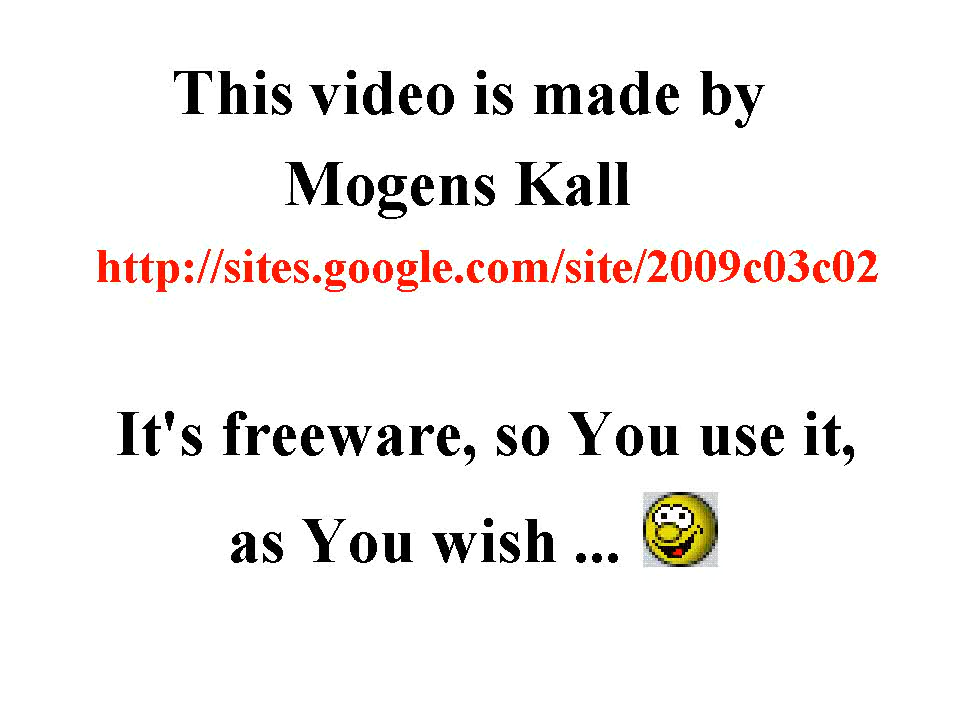 This video is made by
Mogens Kall
http://sites.google.com/site/2009c03c02
It's freeware, so You use it,
as You wish ...